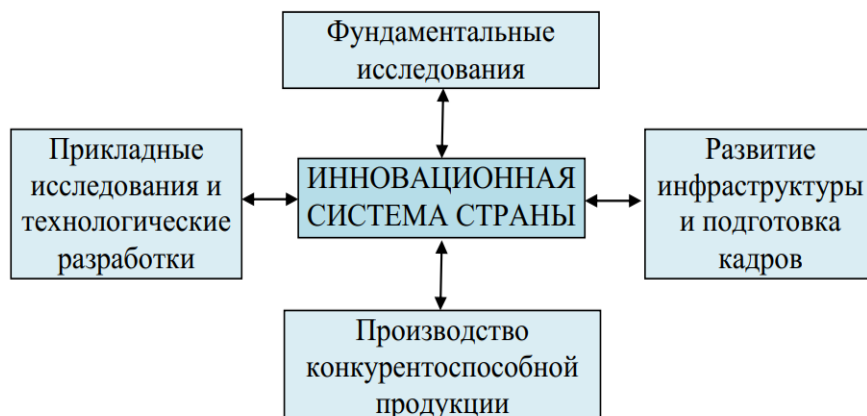 Фундаментальные
исследования
Прикладные
исследования и
технологические
разработки
ИННОВАЦИОННАЯ
СИСТЕМА СТРАНЫ
Развитие
инфраструктуры
и подготовка
кадров
Производство
конкурентоспособной
продукции